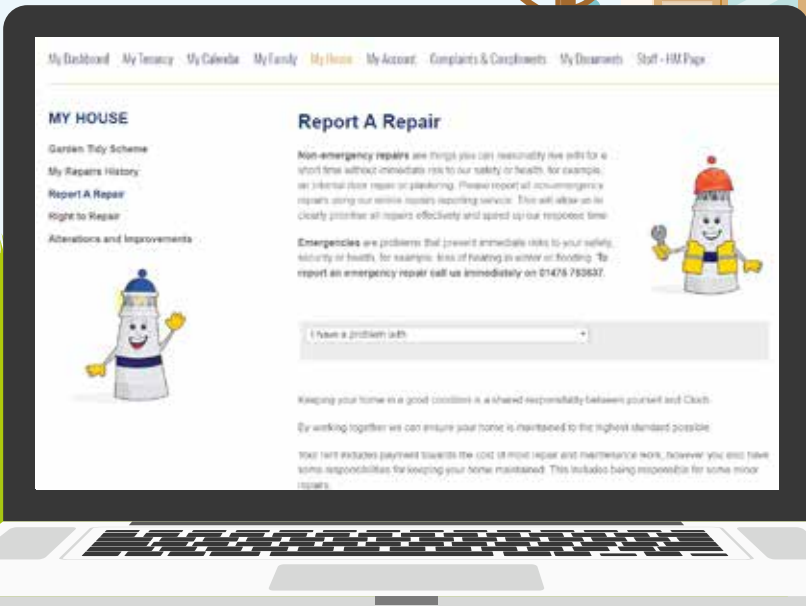 My Dashboard My Tenancy My Calendar My Family My House My Account Complaints & Compliments My Documents Staff - HM Page
MY HOUSE
Garden Tidy Scheme
My Repairs History
Report A Repair
Right to Repair
Alterations and Improvements
Report A Repair
Non-emergency repairs are things you can reasonably live with for a
short time without immediate risk to our safety or health, for example,
an internal door repair or plastering. Please report all non-emergency
repairs using our online repairs reporting service. This will allow us to
clearly prioritise all repairs effectively and speed up our response time
Emergencies are problems that present immediate risks to your safety,
security or health, for example, loss of heating in winter or flooding. To
report an emergency repair call us immediately on 01475 783637.
I have a problem with
Keeping your home in a good condition is a shared responsibility between yourself and Cloch.
By working together we can ensure your home is maintained to the highest standard possible
Your rent includes payment towards the cost of most repair and maintenance work, however you also have
some responsibilities for keeping your home maintained. This includes being responsible for some minor
repairs.